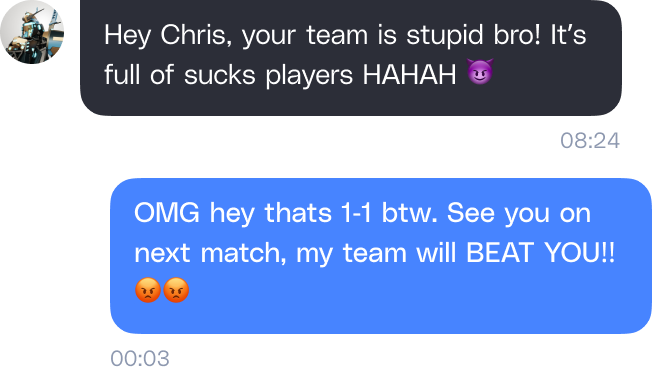 Hey Chris, your team is stupid bro! It's
full of sucks players HAHAH 😈
08:24
OMG hey thats 1-1 btw. See you on
next match, my team will BEAT YOU!!
😡😡
00:03